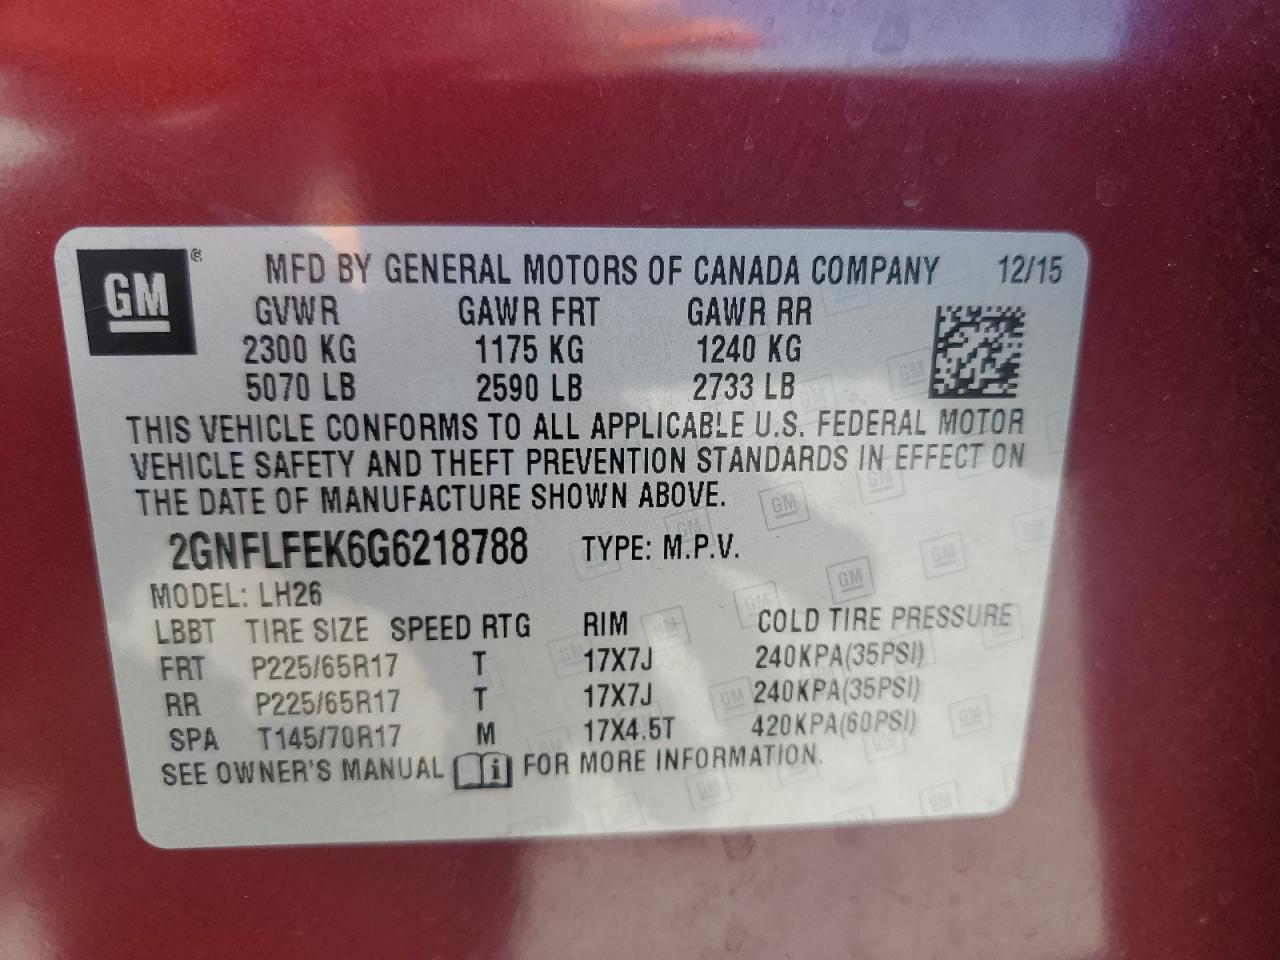 GM ® MFD BY GENERAL MOTORS OF CANADA COMPANY 12/15
GVWR GAWR FRT GAWR RR
2300 KG 1175 KG 1240 KG
5070 LB 2590 LB 2733 LB
THIS VEHICLE CONFORMS TO ALL APPLICABLE U.S. FEDERAL MOTOR
VEHICLE SAFETY AND THEFT PREVENTION STANDARDS IN EFFECT ON
THE DATE OF MANUFACTURE SHOWN ABOVE.
2GNFLFEK6G6218788 TYPE: M.P.V.
MODEL: LH26
LBBT TIRE SIZE SPEED RTG RIM COLD TIRE PRESSURE
FRT P225/65R17 T 17X7J 240KPA(35PSI)
RR P225/65R17 T 17X7J 240KPA(35PSI)
SPA T145/70R17 M 17X4.5T 420KPA(60PSI)
SEE OWNER'S MANUAL i FOR MORE INFORMATION.